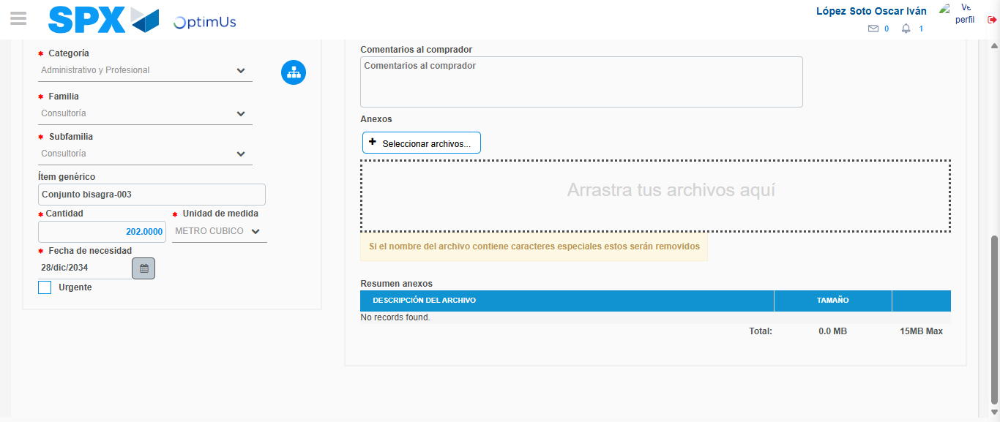 SPX
OptimUs
López Soto Oscar Iván
Ve
perfil
0
1
* Categoría
Administrativo y Profesional
* Familia
Consultoría
* Subfamilia
Consultoría
Ítem genérico
Conjunto bisagra-003
* Cantidad
* Unidad de medida
202.0000
METRO CUBICO
* Fecha de necesidad
28/dic/2034
Urgente
Comentarios al comprador
Comentarios al comprador
Anexos
+ Seleccionar archivos...
Arrastra tus archivos aquí
Si el nombre del archivo contiene caracteres especiales estos serán removidos
Resumen anexos
DESCRIPCIÓN DEL ARCHIVO TAMAÑO
No records found.
Total: 0.0 MB 15MB Max